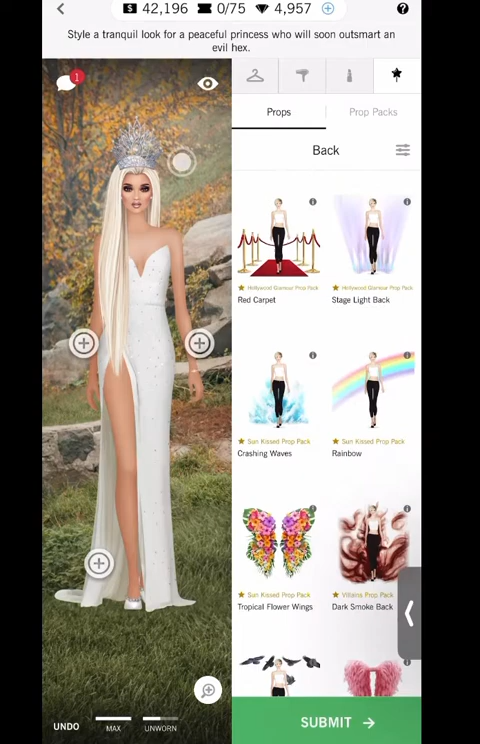 $ 42,196 0/75 4,957 ?
Style a tranquil look for a peaceful princess who will soon outsmart an
evil hex.
1
Props Prop Packs
Back
Hollywood Glamour Prop Pack Hollywood Glamour Prop Pack
Red Carpet Stage Light Back
Sun Kissed Prop Pack Sun Kissed Prop Pack
Crashing Waves Rainbow
Sun Kissed Prop Pack Villains Prop Pack
Tropical Flower Wings Dark Smoke Back
UNDO MAX UNWORN SUBMIT